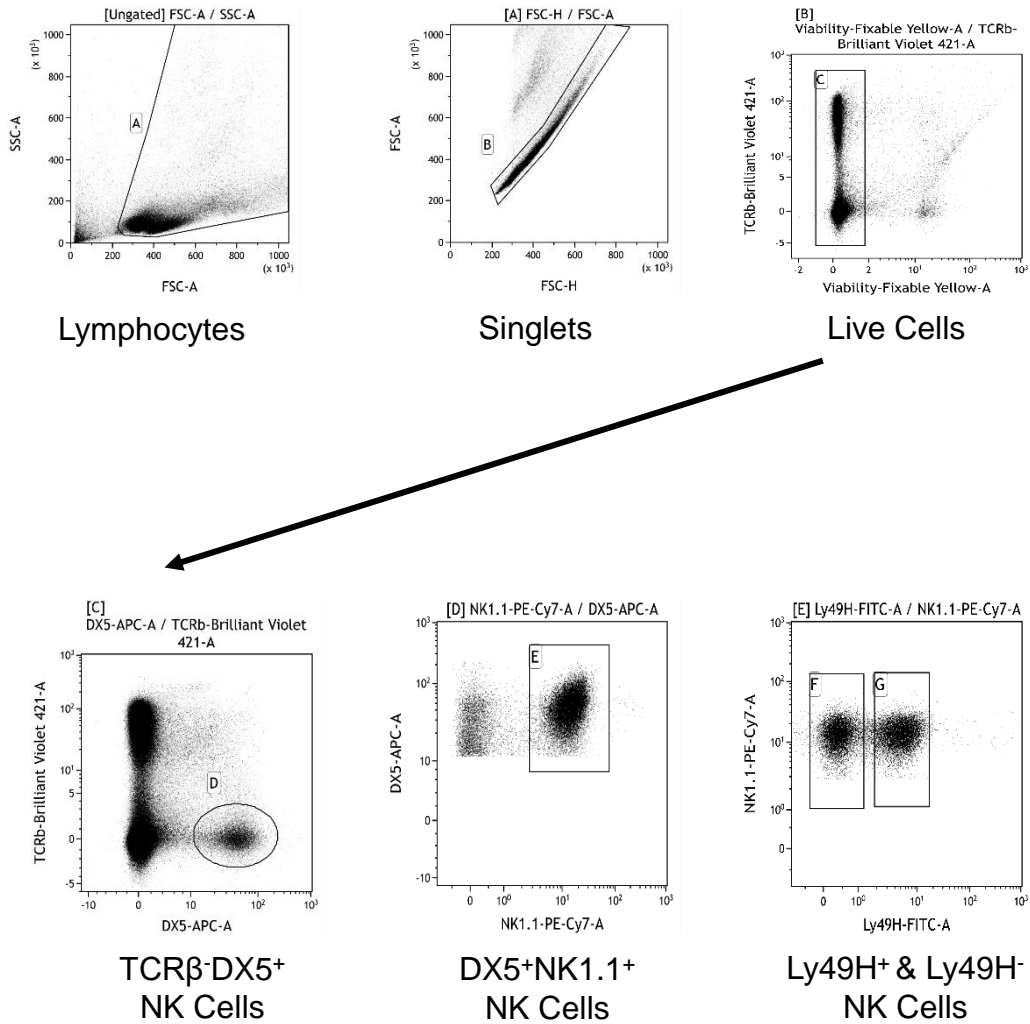 [Ungated] FSC-A / SSC-A
(x 10³)
1000
800
600
400
200
0
SSC-A
A
0 200 400 600 800 1000
(x 10³)
FSC-A
Lymphocytes
[A] FSC-H / FSC-A
(x 10³)
1000
800
600
400
200
0
FSC-A
B
0 200 400 600 800 1000
(x 10³)
FSC-H
Singlets
[B]
Viability-Fixable Yellow-A / TCRb-
Brilliant Violet 421-A
10³
10²
10¹
5
0
-5
TCRb-Brilliant Violet 421-A
C
-2 0 2 10¹ 10² 10³
Viability-Fixable Yellow-A
Live Cells
[C]
DX5-APC-A / TCRb-Brilliant Violet
421-A
10³
10²
10¹
5
0
-5
TCRb-Brilliant Violet 421-A
D
-10 0 10 10² 10³
DX5-APC-A
TCRβ⁻DX5⁺
NK Cells
[D] NK1.1-PE-Cy7-A / DX5-APC-A
10³
10²
10
0
-10
DX5-APC-A
E
0 10⁰ 10¹ 10² 10³
NK1.1-PE-Cy7-A
DX5⁺NK1.1⁺
NK Cells
[E] Ly49H-FITC-A / NK1.1-PE-Cy7-A
10³
10²
10¹
10⁰
0
NK1.1-PE-Cy7-A
F
G
0 10⁰ 10¹ 10² 10³
Ly49H-FITC-A
Ly49H⁺ & Ly49H⁻
NK Cells